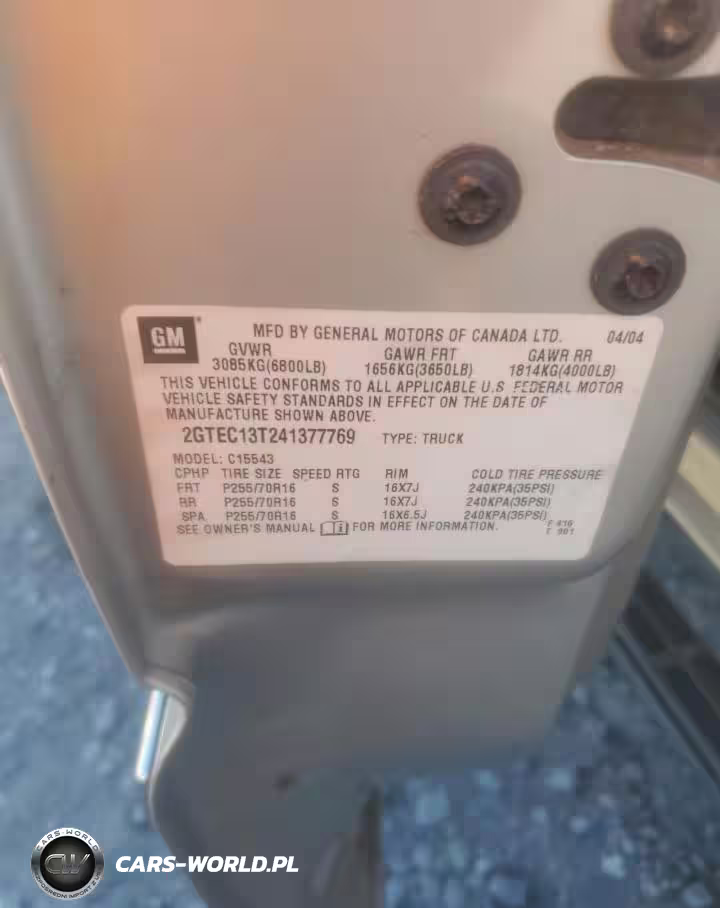 GM
MFD BY GENERAL MOTORS OF CANADA LTD. 04/04
GVWR GAWR FRT GAWR RR
3085KG(6800LB) 1656KG(3650LB) 1814KG(4000LB)
THIS VEHICLE CONFORMS TO ALL APPLICABLE U.S. FEDERAL MOTOR
VEHICLE SAFETY STANDARDS IN EFFECT ON THE DATE OF
MANUFACTURE SHOWN ABOVE.
2GTEC13T241377769 TYPE: TRUCK
MODEL: C15543
CPHP TIRE SIZE SPEED RTG RIM COLD TIRE PRESSURE
FRT P255/70R16 S 16X7J 240KPA(35PSI)
RR P255/70R16 S 16X7J 240KPA(35PSI)
SPA P255/70R16 S 16X6.5J 240KPA(35PSI)
SEE OWNER'S MANUAL FOR MORE INFORMATION.
CARS-WORLD
CW
CARS-WORLD.PL